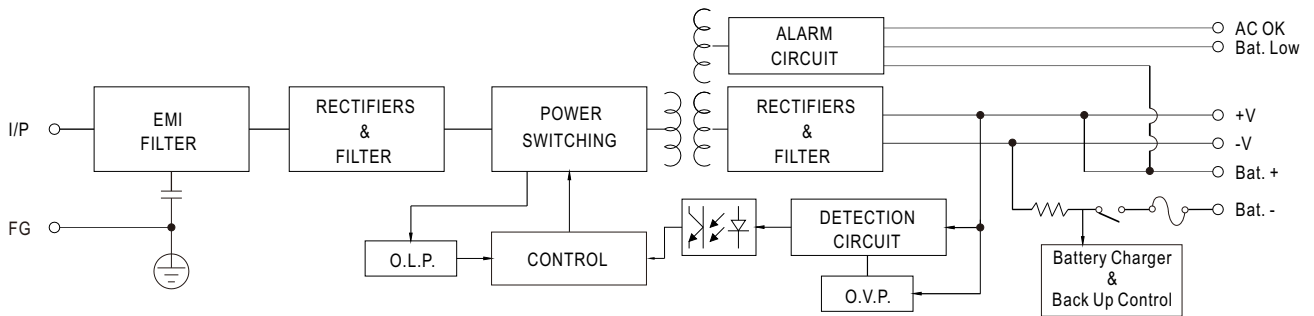 ALARM
CIRCUIT
AC OK
Bat. Low
I/P
EMI
FILTER
RECTIFIERS
&
FILTER
POWER
SWITCHING
RECTIFIERS
&
FILTER
+V
-V
Bat. +
Bat. -
FG
O.L.P.
CONTROL
DETECTION
CIRCUIT
O.V.P.
Battery Charger
&
Back Up Control